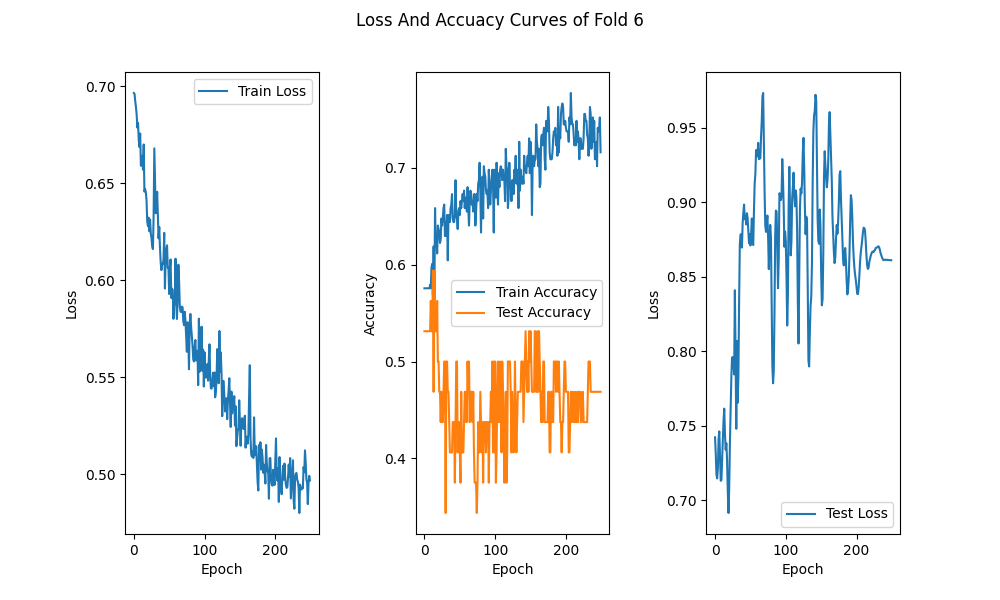 Loss And Accuacy Curves of Fold 6
Loss
0.70
0.65
0.60
0.55
0.50
0
100
200
Epoch
Train Loss
Accuracy
0.7
0.6
0.5
0.4
0
100
200
Epoch
Train Accuracy
Test Accuracy
Loss
0.95
0.90
0.85
0.80
0.75
0.70
0
100
200
Epoch
Test Loss